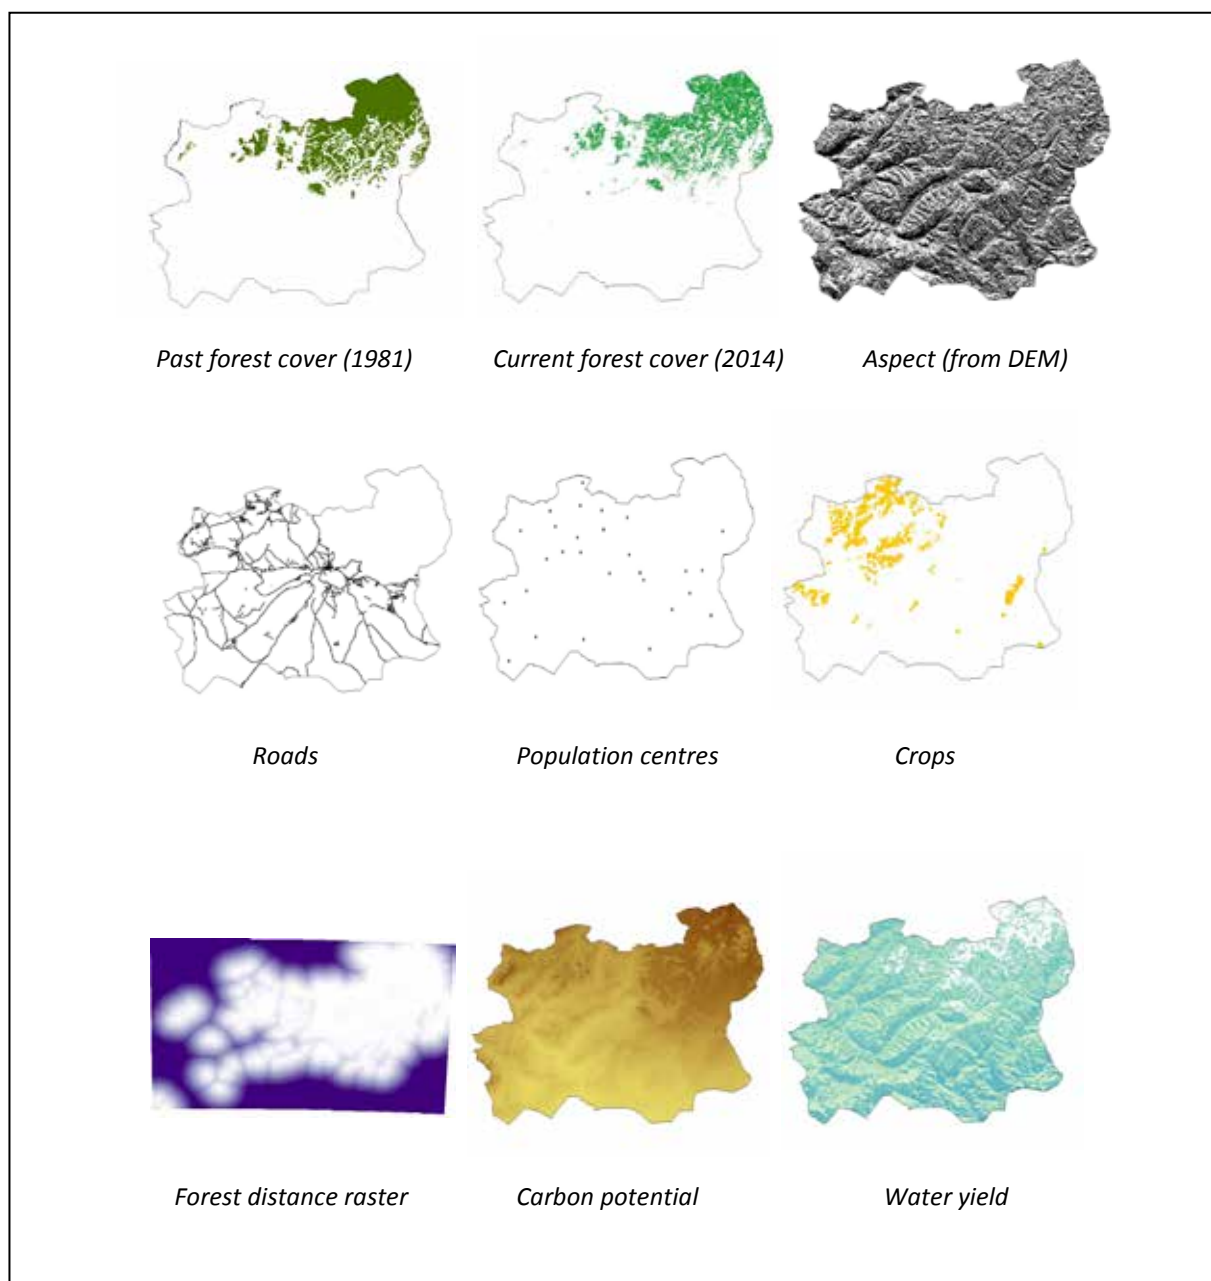 Past forest cover (1981)
Current forest cover (2014)
Aspect (from DEM)
Roads
Population centres
Crops
Forest distance raster
Carbon potential
Water yield